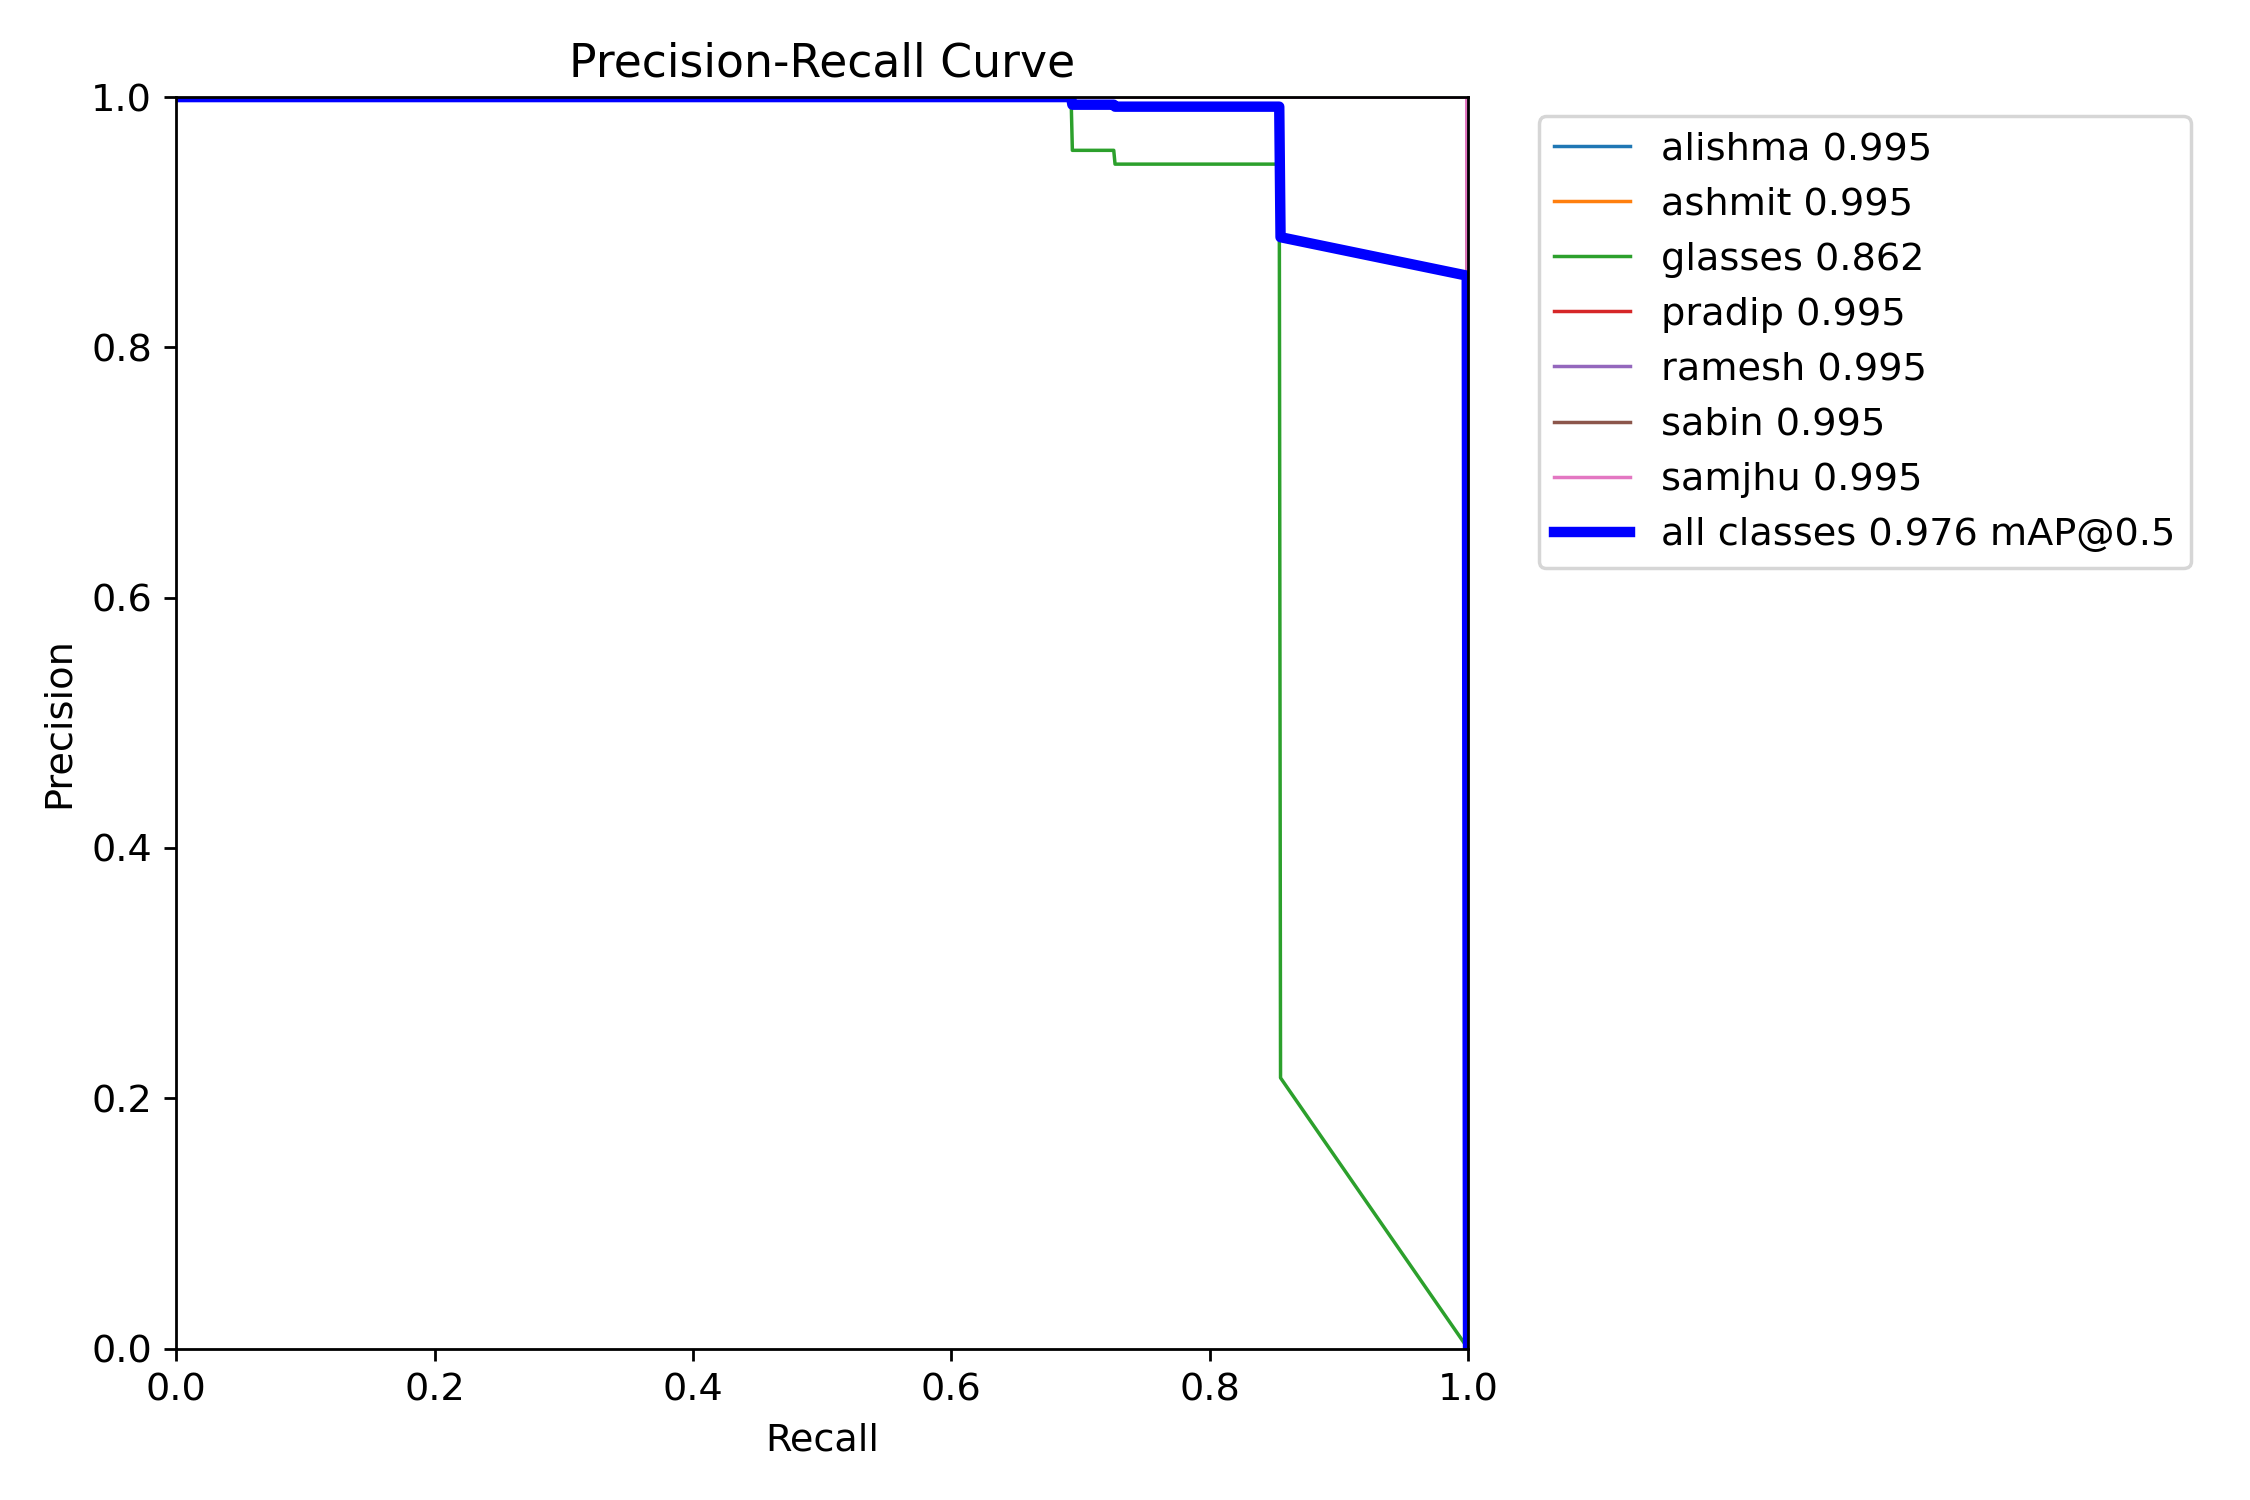 Precision-Recall Curve
1.0
0.8
0.6
0.4
0.2
0.0
Precision
0.0 0.2 0.4 0.6 0.8 1.0
Recall
alishma 0.995
ashmit 0.995
glasses 0.862
pradip 0.995
ramesh 0.995
sabin 0.995
samjhu 0.995
all classes 0.976 mAP@0.5